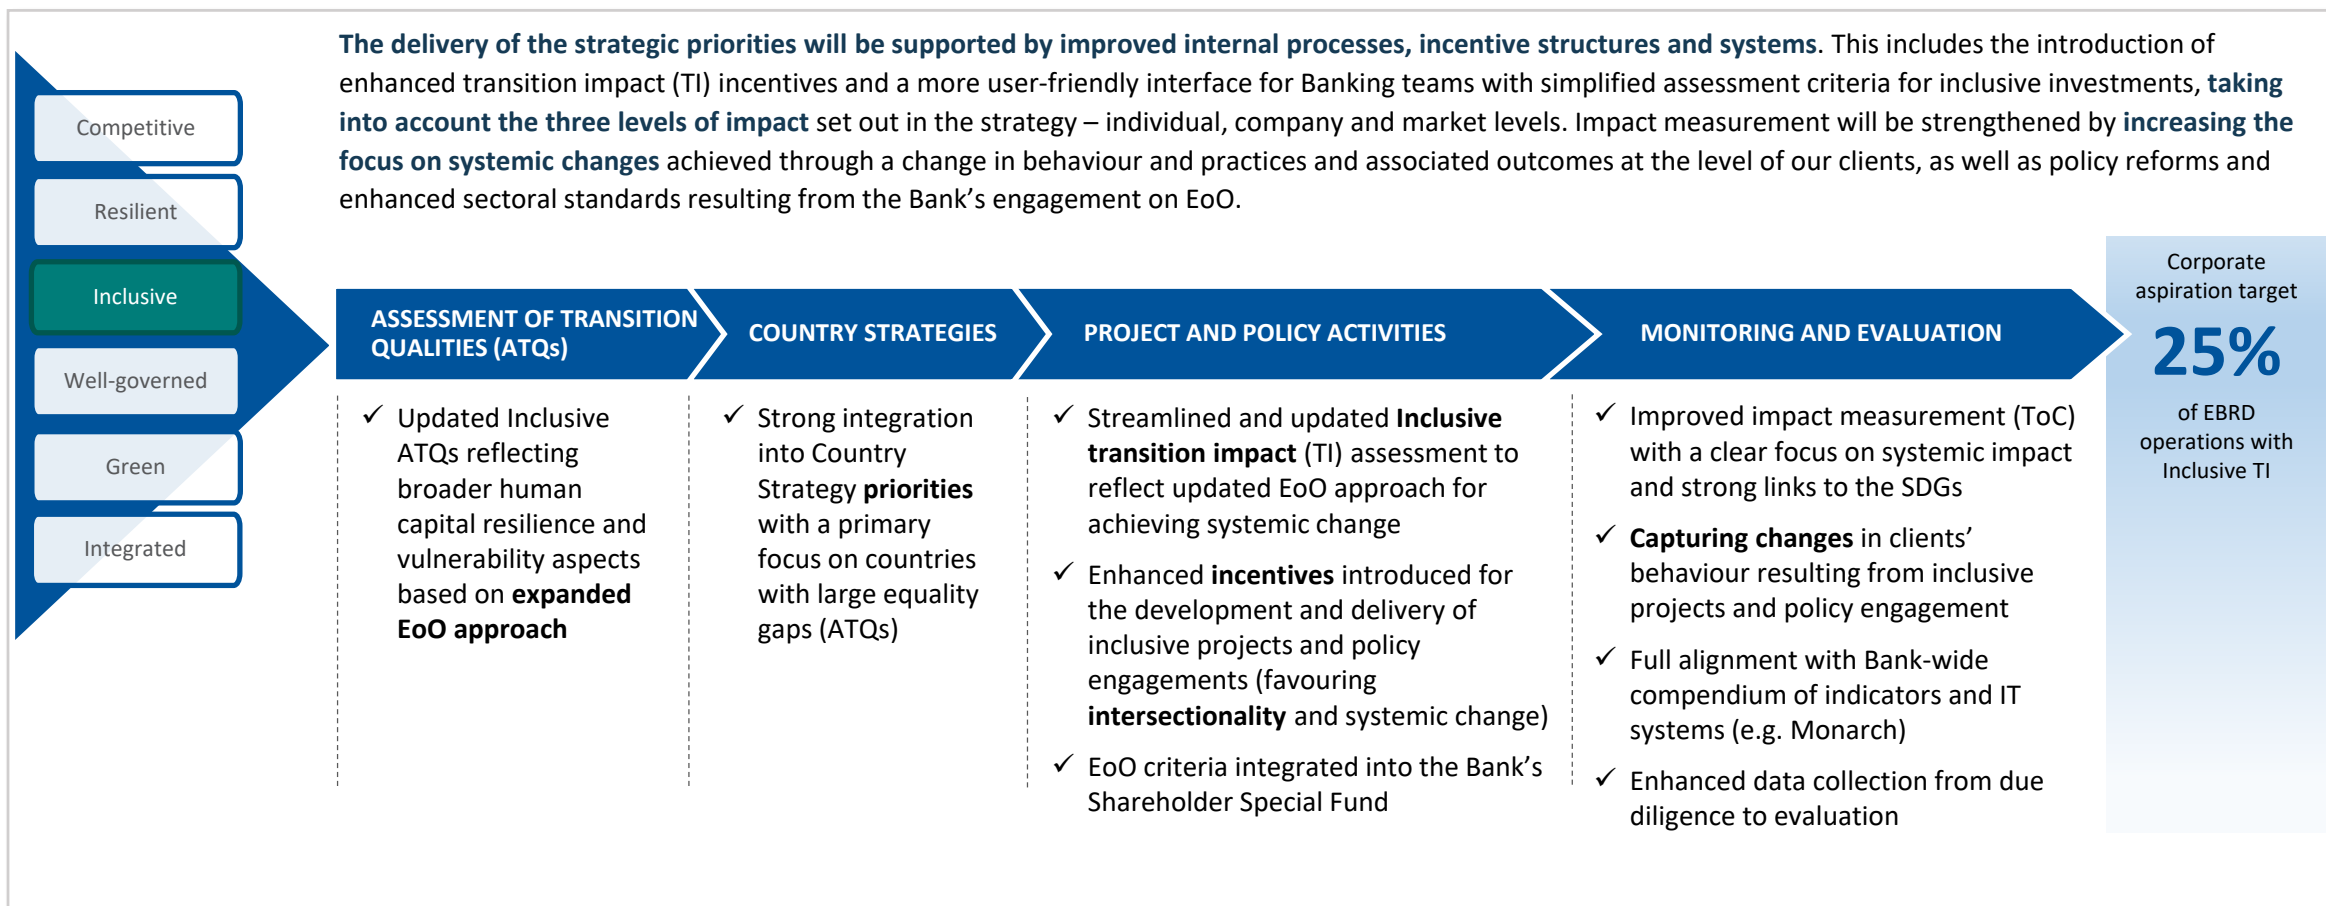 The delivery of the strategic priorities will be supported by improved internal processes, incentive structures and systems. This includes the introduction of
enhanced transition impact (TI) incentives and a more user-friendly interface for Banking teams with simplified assessment criteria for inclusive investments, taking
into account the three levels of impact set out in the strategy – individual, company and market levels. Impact measurement will be strengthened by increasing the
focus on systemic changes achieved through a change in behaviour and practices and associated outcomes at the level of our clients, as well as policy reforms and
enhanced sectoral standards resulting from the Bank’s engagement on EoO.
Competitive
Resilient
Inclusive
Well-governed
Green
Integrated
ASSESSMENT OF TRANSITION
QUALITIES (ATQs)
✓ Updated Inclusive
ATQs reflecting
broader human
capital resilience and
vulnerability aspects
based on expanded
EoO approach
COUNTRY STRATEGIES
✓ Strong integration
into Country
Strategy priorities
with a primary
focus on countries
with large equality
gaps (ATQs)
PROJECT AND POLICY ACTIVITIES
✓ Streamlined and updated Inclusive
transition impact (TI) assessment to
reflect updated EoO approach for
achieving systemic change
✓ Enhanced incentives introduced for
the development and delivery of
inclusive projects and policy
engagements (favouring
intersectionality and systemic change)
✓ EoO criteria integrated into the Bank’s
Shareholder Special Fund
MONITORING AND EVALUATION
✓ Improved impact measurement (ToC)
with a clear focus on systemic impact
and strong links to the SDGs
✓ Capturing changes in clients’
behaviour resulting from inclusive
projects and policy engagement
✓ Full alignment with Bank-wide
compendium of indicators and IT
systems (e.g. Monarch)
✓ Enhanced data collection from due
diligence to evaluation
Corporate
aspiration target
25%
of EBRD
operations with
Inclusive TI